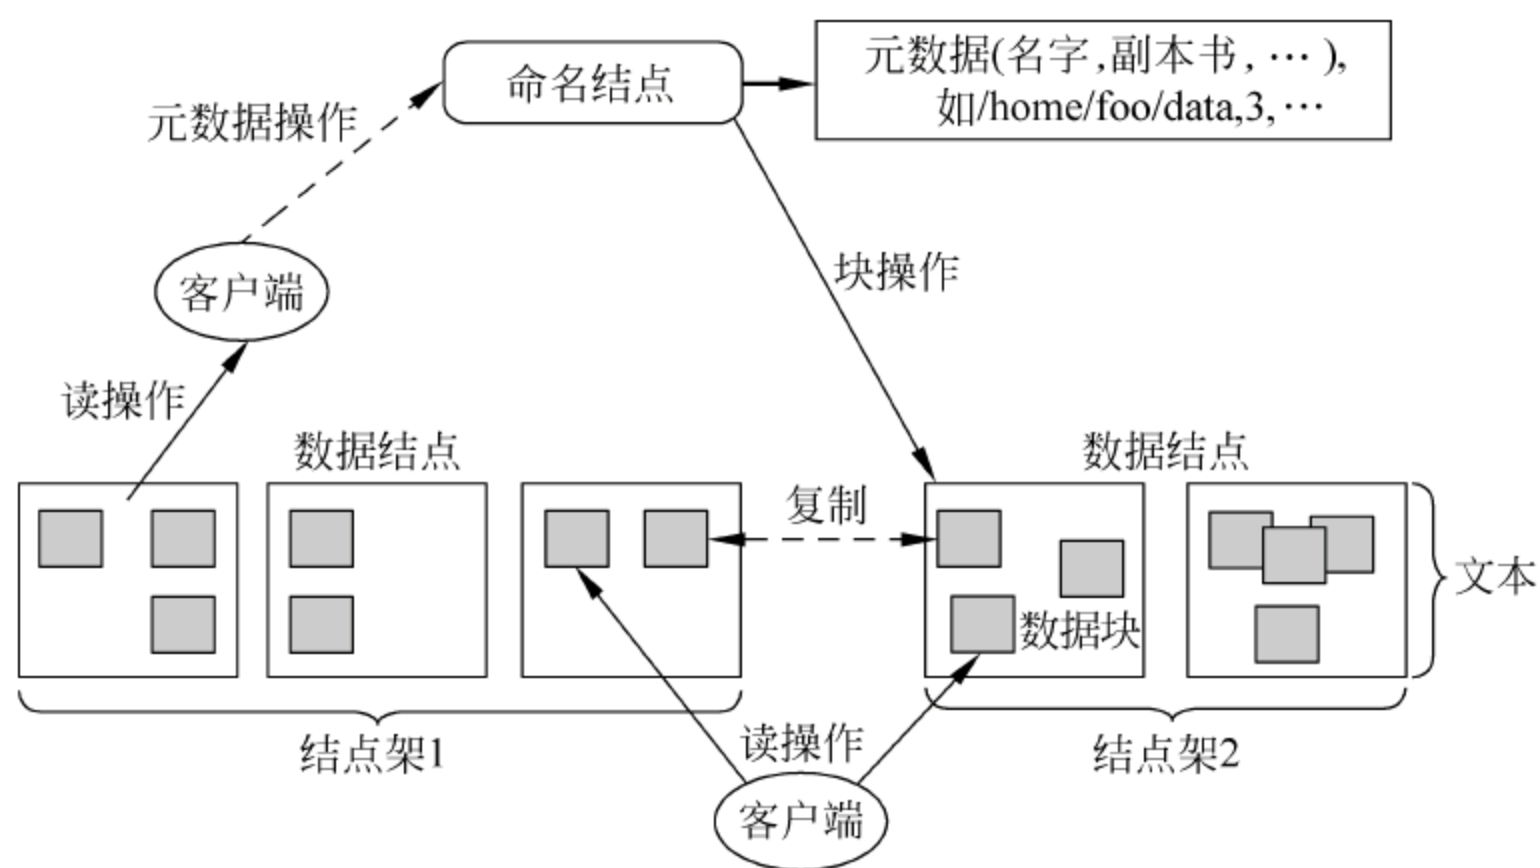 命名结点
元数据(名字,副本书, … ),
如/home/foo/data,3,…
元数据操作
客户端
块操作
读操作
数据结点
数据结点
复制
文本
数据块
结点架1
读操作
结点架2
客户端